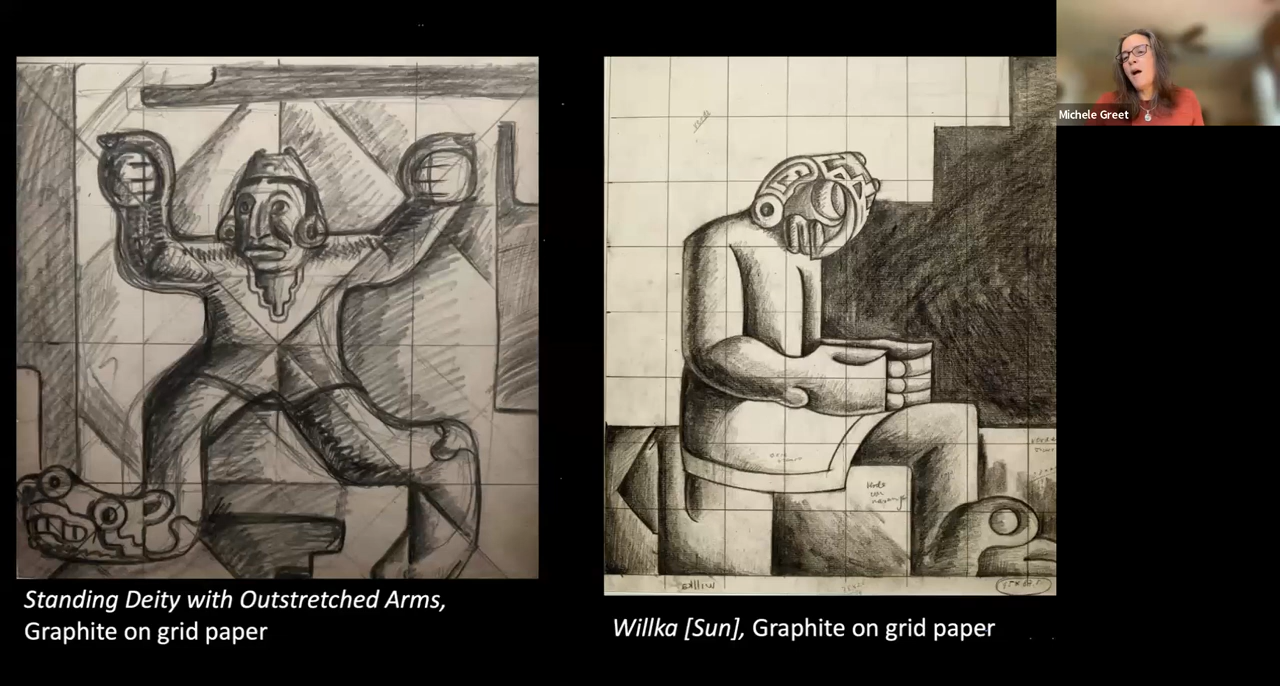 Michele Greet
Standing Deity with Outstretched Arms,
Graphite on grid paper
Willka [Sun], Graphite on grid paper